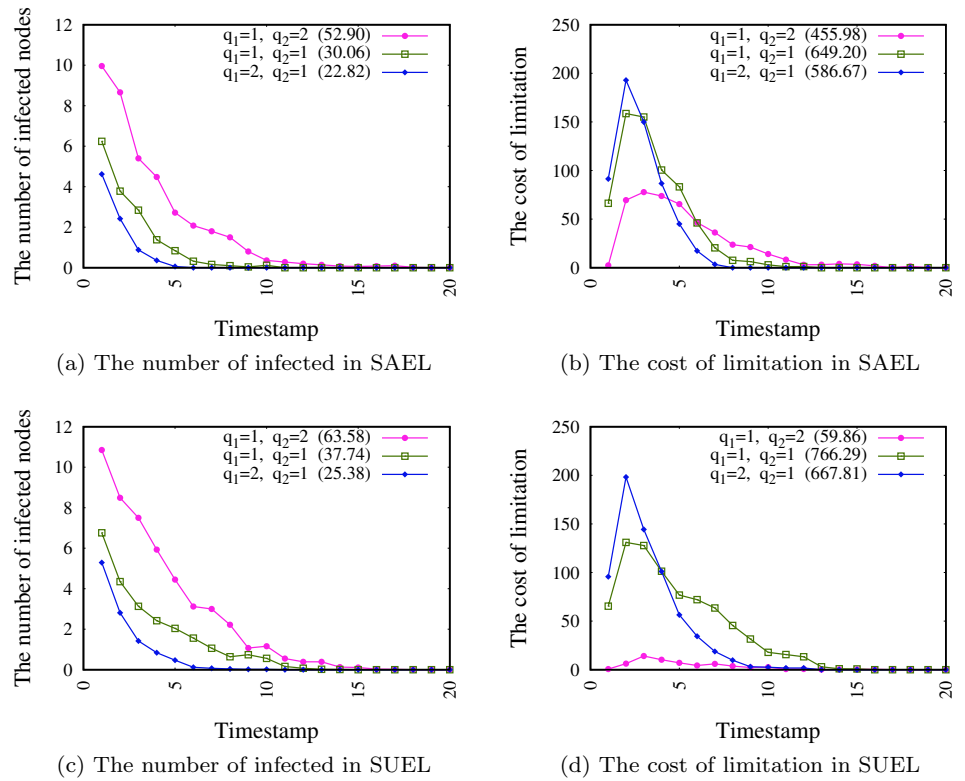 The number of infected nodes
12
10
8
6
4
2
0
0
5
10
15
20
q1=1, q2=2 (52.90)
q1=1, q2=1 (30.06)
q1=2, q2=1 (22.82)
Timestamp
(a) The number of infected in SAEL
The cost of limitation
250
200
150
100
50
0
0
5
10
15
20
q1=1, q2=2 (455.98)
q1=1, q2=1 (649.20)
q1=2, q2=1 (586.67)
Timestamp
(b) The cost of limitation in SAEL
The number of infected nodes
12
10
8
6
4
2
0
0
5
10
15
20
q1=1, q2=2 (63.58)
q1=1, q2=1 (37.74)
q1=2, q2=1 (25.38)
Timestamp
(c) The number of infected in SUEL
The cost of limitation
250
200
150
100
50
0
0
5
10
15
20
q1=1, q2=2 (59.86)
q1=1, q2=1 (766.29)
q1=2, q2=1 (667.81)
Timestamp
(d) The cost of limitation in SUEL